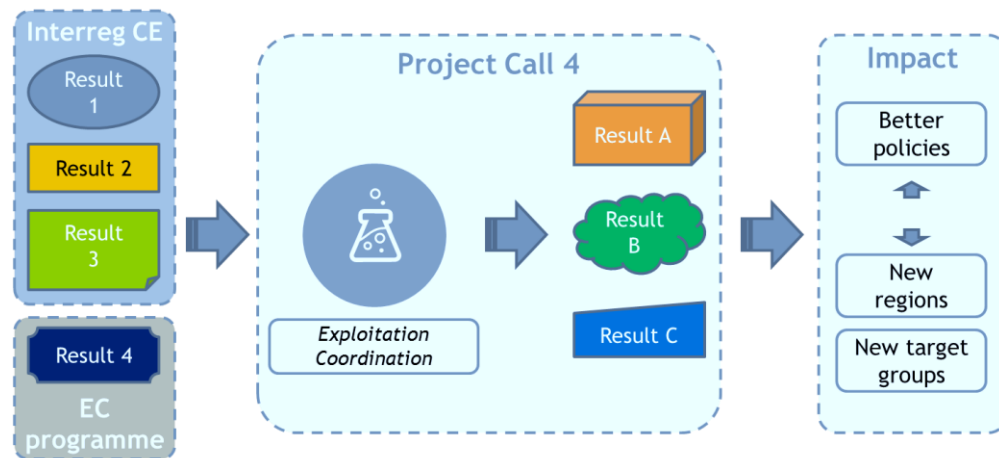 Interreg CE
Result
1
Result 2
Result
3
Result 4
EC
programme
Project Call 4
Exploitation
Coordination
Result A
Result
B
Result C
Impact
Better
policies
New
regions
New target
groups